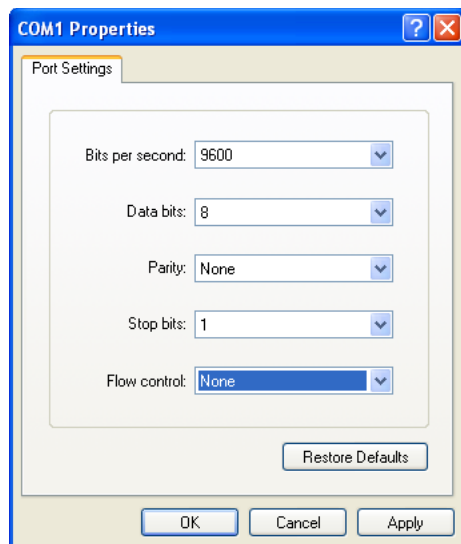 COM1 Properties
Port Settings
Bits per second: 9600
Data bits: 8
Parity: None
Stop bits: 1
Flow control: None
Restore Defaults
OK Cancel Apply